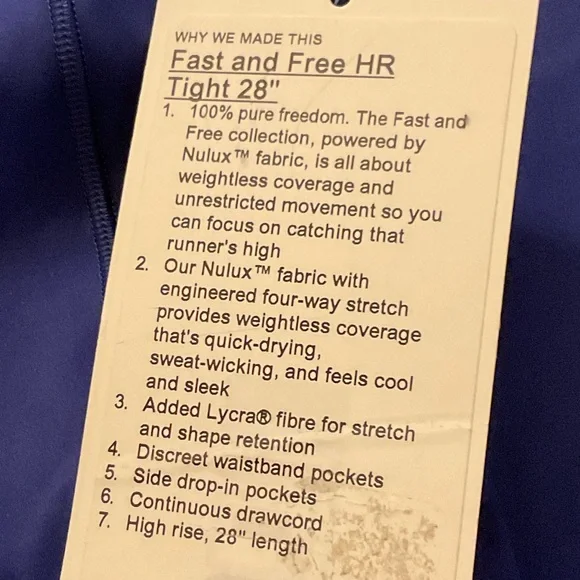 WHY WE MADE THIS
Fast and Free HR
Tight 28"
1. 100% pure freedom. The Fast and
Free collection, powered by
Nulux™ fabric, is all about
weightless coverage and
unrestricted movement so you
can focus on catching that
runner's high
2. Our Nulux™ fabric with
engineered four-way stretch
provides weightless coverage
that's quick-drying,
sweat-wicking, and feels cool
and sleek
3. Added Lycra® fibre for stretch
and shape retention
4. Discreet waistband pockets
5. Side drop-in pockets
6. Continuous drawcord
7. High rise, 28" length